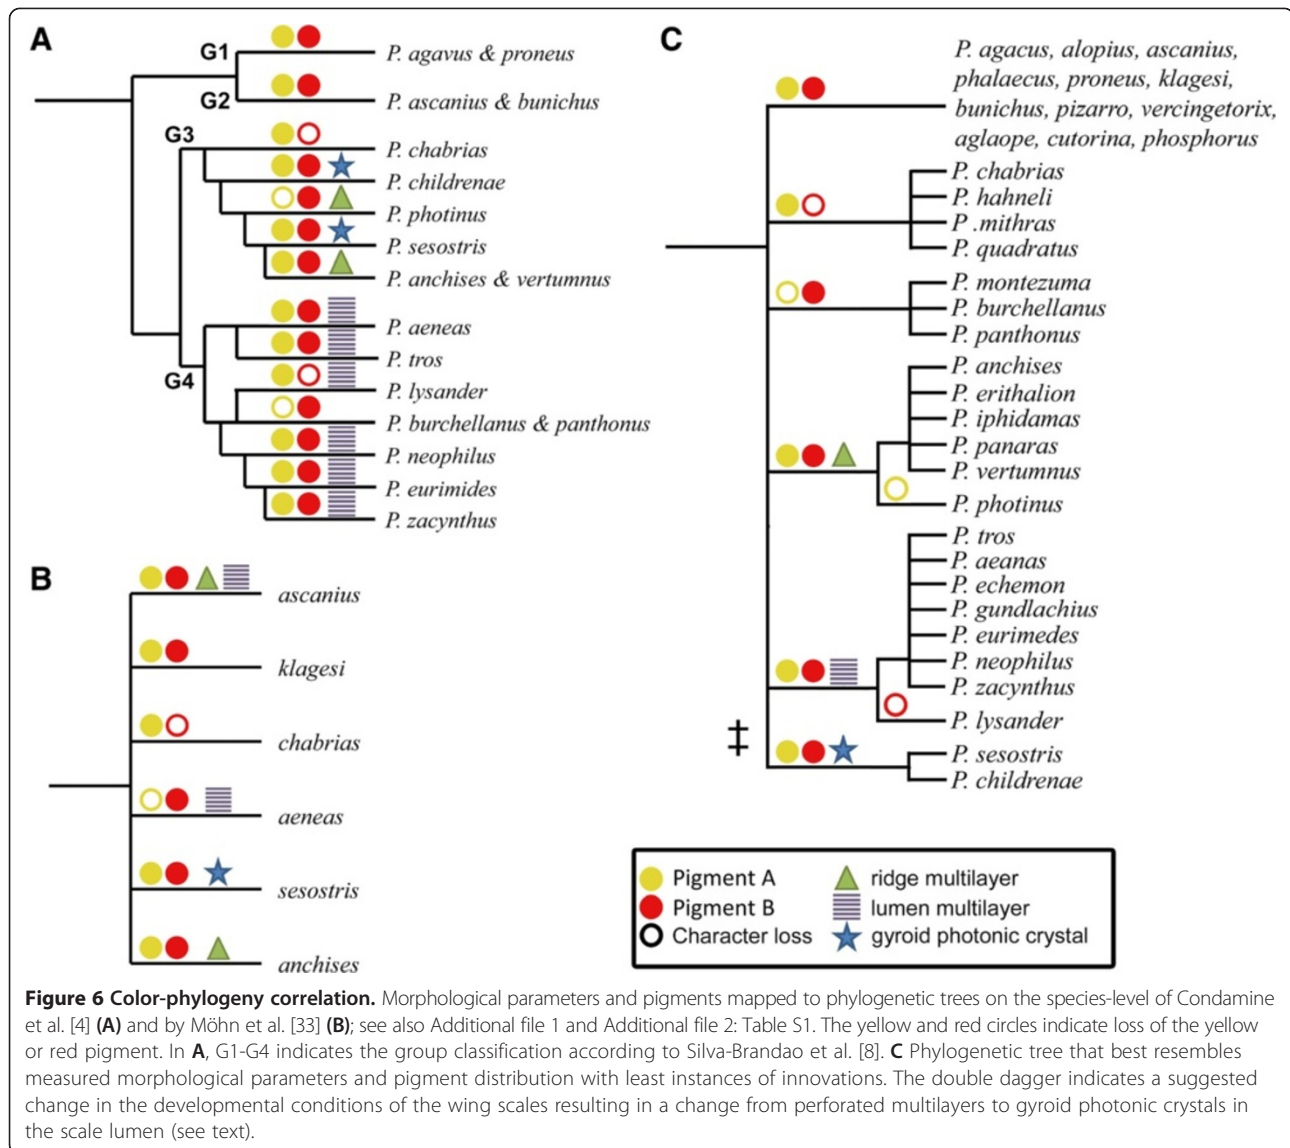 A
G1
P. agavus & proneus
G2
P. ascanius & bunichus
G3
P. chabrias
P. childrenae
P. photinus
P. sesostris
P. anchises & vertumnus
P. aeneas
P. tros
G4
P. lysander
P. burchellanus & panthonus
P. neophilus
P. eurimides
P. zacynthus
B
ascanius
klagesi
chabrias
aeneas
sesostris
anchises
C
P. agacus, alopius, ascanius,
phalaecus, proneus, klagesi,
bunichus, pizarro, vercingetorix,
aglaope, cutorina, phosphorus
P. chabrias
P. hahneli
P .mithras
P. quadratus
P. montezuma
P. burchellanus
P. panthonus
P. anchises
P. erithalion
P. iphidamas
P. panaras
P. vertumnus
P. photinus
P. tros
P. aeanas
P. echemon
P. gundlachius
P. eurimedes
P. neophilus
P. zacynthus
P. lysander
‡
P. sesostris
P. childrenae
Pigment A
ridge multilayer
Pigment B
lumen multilayer
Character loss
gyroid photonic crystal
Figure 6 Color-phylogeny correlation. Morphological parameters and pigments mapped to phylogenetic trees on the species-level of Condamine
et al. [4] (A) and by Möhn et al. [33] (B); see also Additional file 1 and Additional file 2: Table S1. The yellow and red circles indicate loss of the yellow
or red pigment. In A, G1-G4 indicates the group classification according to Silva-Brandao et al. [8]. C Phylogenetic tree that best resembles
measured morphological parameters and pigment distribution with least instances of innovations. The double dagger indicates a suggested
change in the developmental conditions of the wing scales resulting in a change from perforated multilayers to gyroid photonic crystals in
the scale lumen (see text).